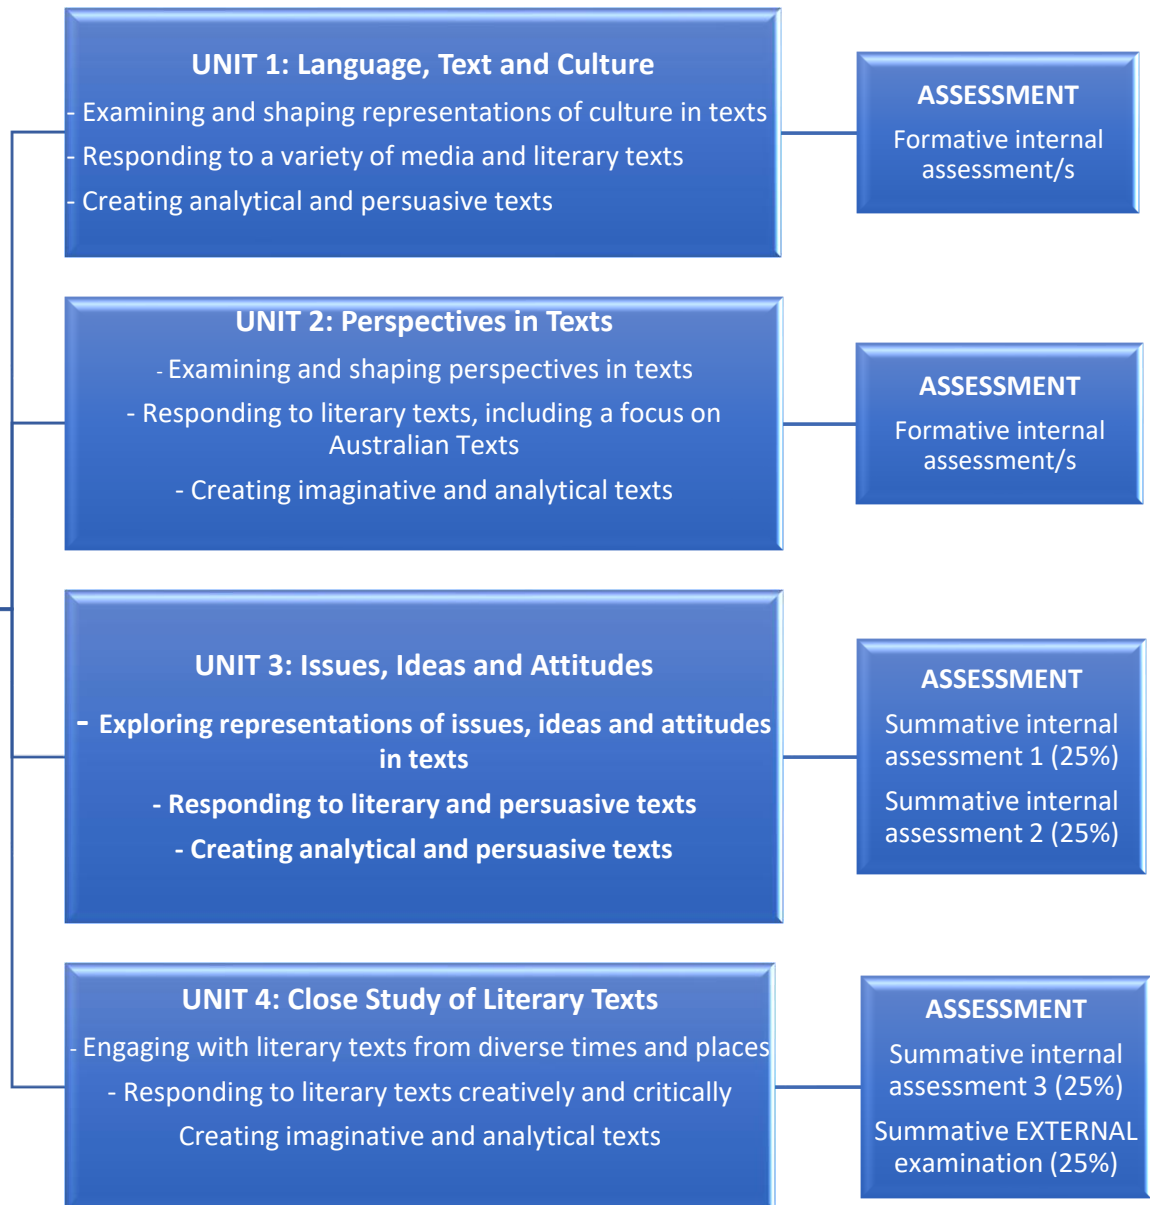 UNIT 1: Language, Text and Culture
- Examining and shaping representations of culture in texts
- Responding to a variety of media and literary texts
- Creating analytical and persuasive texts
ASSESSMENT
Formative internal
assessment/s
UNIT 2: Perspectives in Texts
- Examining and shaping perspectives in texts
- Responding to literary texts, including a focus on
Australian Texts
- Creating imaginative and analytical texts
ASSESSMENT
Formative internal
assessment/s
UNIT 3: Issues, Ideas and Attitudes
- Exploring representations of issues, ideas and attitudes
in texts
- Responding to literary and persuasive texts
- Creating analytical and persuasive texts
ASSESSMENT
Summative internal
assessment 1 (25%)
Summative internal
assessment 2 (25%)
UNIT 4: Close Study of Literary Texts
- Engaging with literary texts from diverse times and places
- Responding to literary texts creatively and critically
Creating imaginative and analytical texts
ASSESSMENT
Summative internal
assessment 3 (25%)
Summative EXTERNAL
examination (25%)